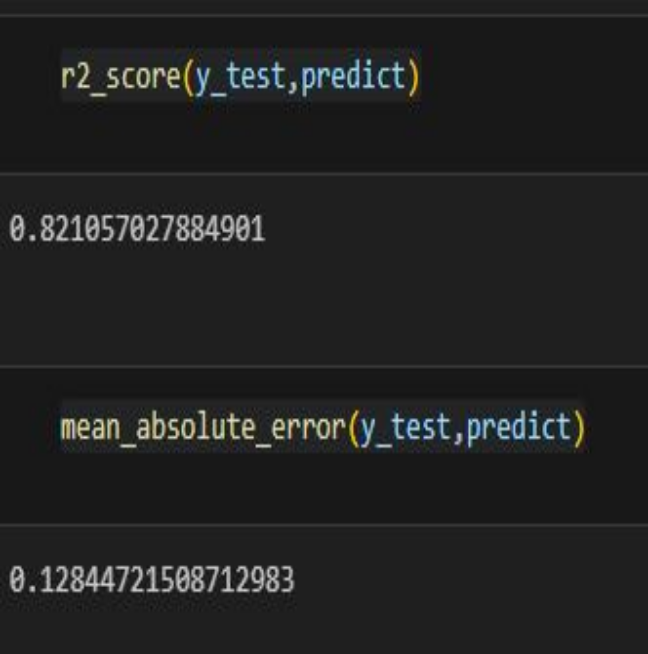 r2_score(y_test,predict)
0.821057027884901
mean_absolute_error(y_test,predict)
0.12844721508712983